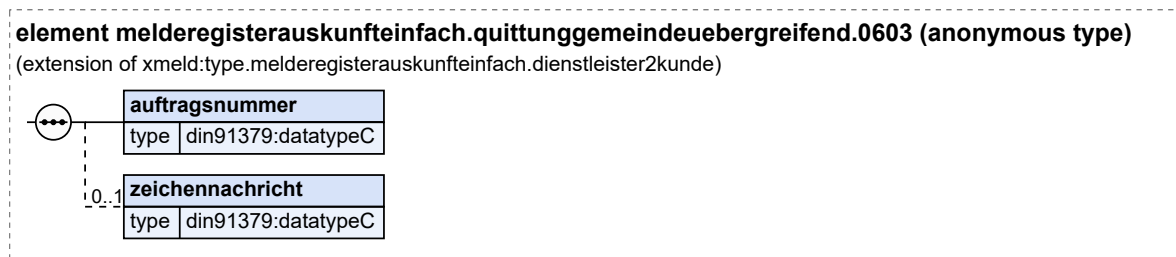 element melderegisterauskunfteinfach.quittunggemeindeuebergreifend.0603 (anonymous type)
(extension of xmeld:type.melderegisterauskunfteinfach.dienstleister2kunde)
auftragsnummer
type din91379:datatypeC
0..1 zeichennachricht
type din91379:datatypeC